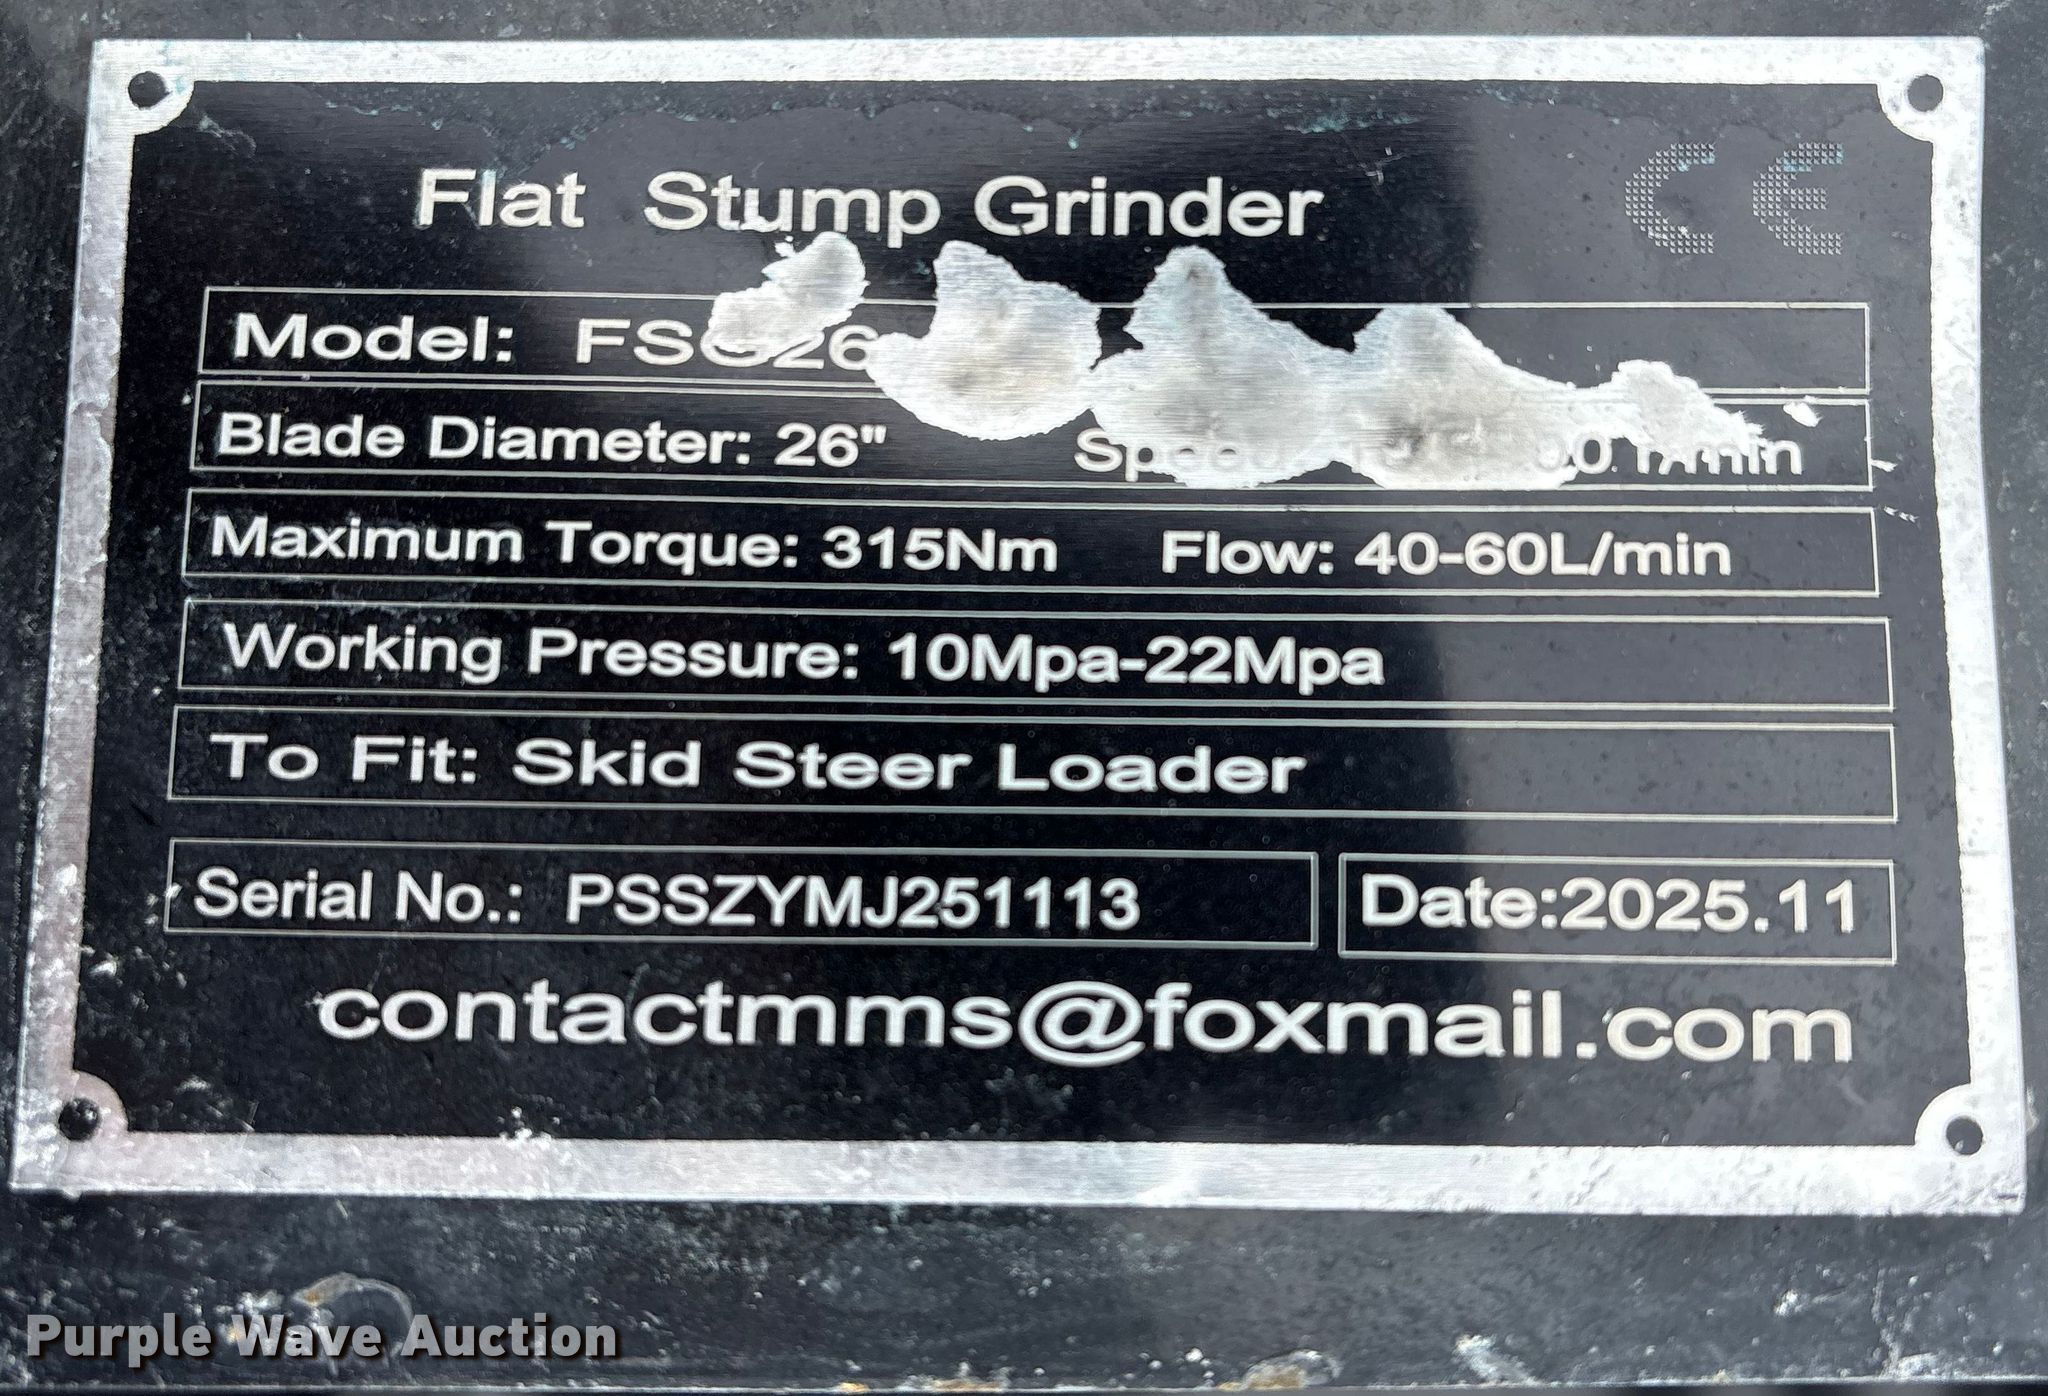 CE
Flat Stump Grinder
Model: FSG26
Blade Diameter: 26"
Maximum Torque: 315Nm Flow: 40-60L/min
Working Pressure: 10Mpa-22Mpa
To Fit: Skid Steer Loader
Serial No.: PSSZYMJ251113 Date:2025.11
contactmms@foxmail.com
Purple Wave Auction